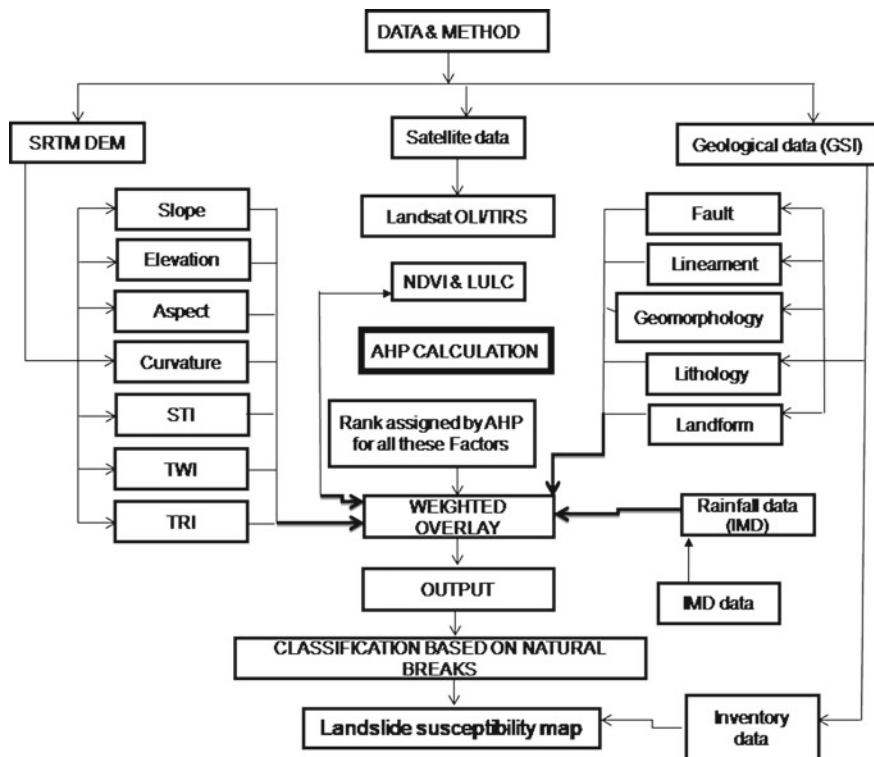 DATA & METHOD
SRTM DEM
Satellite data
Geological data (GSI)
Slope
Elevation
Aspect
Curvature
STI
TWI
TRI
Landsat OLI/TIRS
NDVI & LULC
AHP CALCULATION
Rank assigned by AHP
for all these Factors
Fault
Lineament
Geomorphology
Lithology
Landform
WEIGHTED
OVERLAY
Rainfall data
(IMD)
IMD data
OUTPUT
CLASSIFICATION BASED ON NATURAL
BREAKS
Landslide susceptibility map
Inventory
data